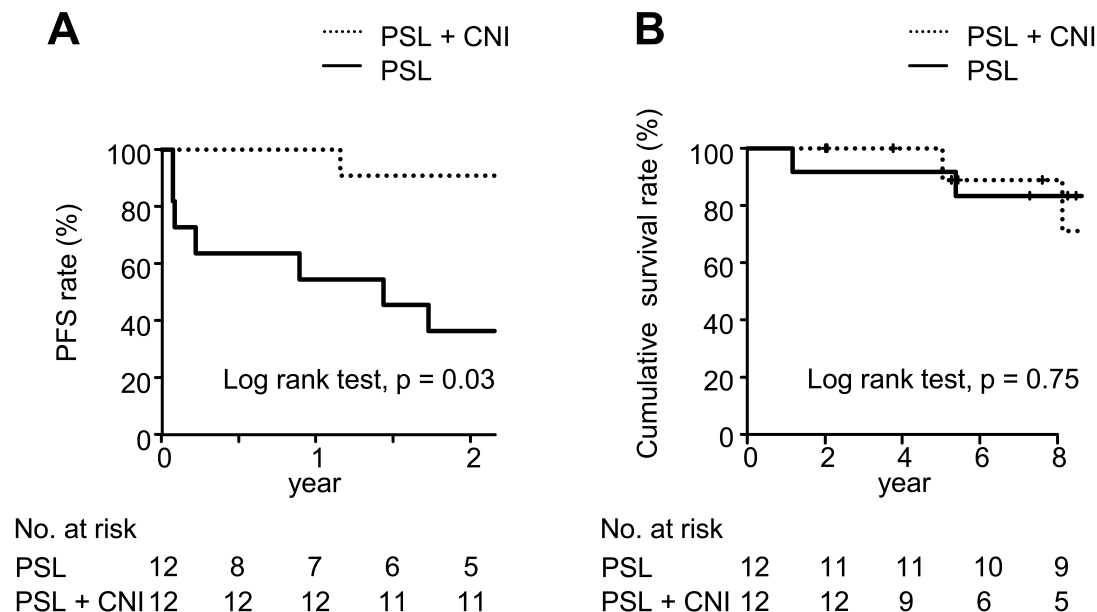 A
PSL + CNI
PSL
PFS rate (%)
100
80
60
40
20
0
Log rank test, p = 0.03
0 1 2
year
No. at risk
PSL 12 8 7 6 5
PSL + CNI 12 12 12 11 11
B
PSL + CNI
PSL
Cumulative survival rate (%)
100
80
60
40
20
0
Log rank test, p = 0.75
0 2 4 6 8
year
No. at risk
PSL 12 11 11 10 9
PSL + CNI 12 12 9 6 5